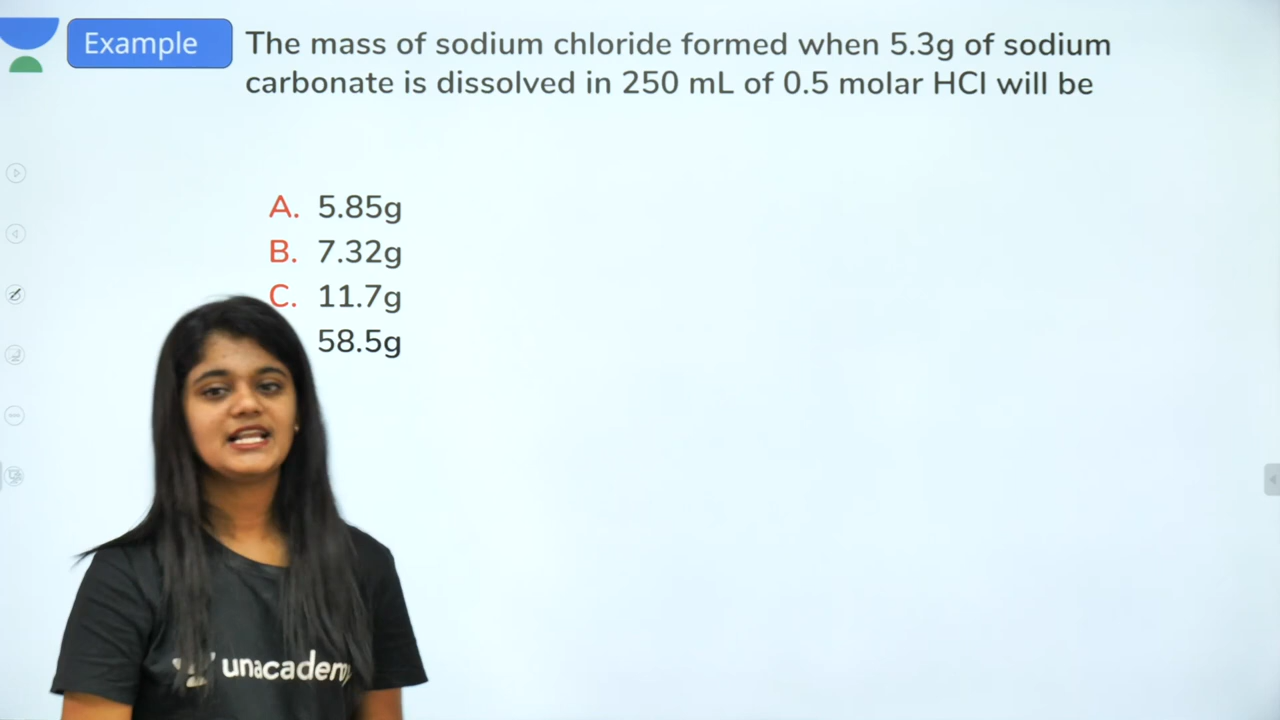 Example
The mass of sodium chloride formed when 5.3g of sodium
carbonate is dissolved in 250 mL of 0.5 molar HCl will be
A. 5.85g
B. 7.32g
C. 11.7g
58.5g
unacademy